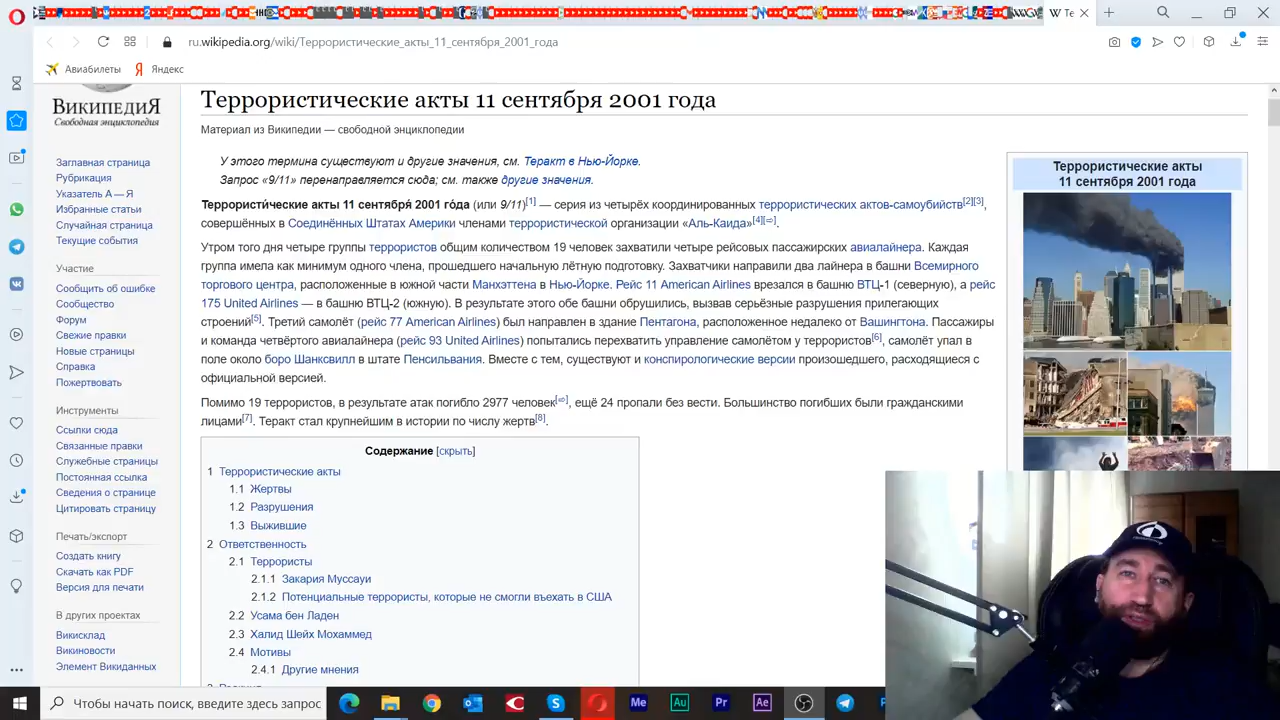 ru.wikipedia.org/wiki/Террористические_акты_11_сентября_2001_года
Авиабилеты
Яндекс
ВИКИПЕДИЯ
Свободная энциклопедия
Заглавная страница
Рубрикация
Указатель А — Я
Избранные статьи
Случайная страница
Текущие события
Участие
Сообщить об ошибке
Сообщество
Форум
Свежие правки
Новые страницы
Справка
Пожертвовать
Инструменты
Ссылки сюда
Связанные правки
Служебные страницы
Постоянная ссылка
Сведения о странице
Цитировать страницу
Печать/экспорт
Создать книгу
Скачать как PDF
Версия для печати
В других проектах
Викисклад
Викиновости
Элемент Викиданных
Террористические акты 11 сентября 2001 года
Материал из Википедии — свободной энциклопедии
У этого термина существуют и другие значения, см. Теракт в Нью-Йорке.
Запрос «9/11» перенаправляется сюда; см. также другие значения.
Террористи́ческие акты 11 сентября́ 2001 го́да (или 9/11)[1] — серия из четырёх координированных террористических актов-самоубийств[2][3],
совершённых в Соединённых Штатах Америки членами террористической организации «Аль-Каида»[4][⇨].
Утром того дня четыре группы террористов общим количеством 19 человек захватили четыре рейсовых пассажирских авиалайнера. Каждая
группа имела как минимум одного члена, прошедшего начальную лётную подготовку. Захватчики направили два лайнера в башни Всемирного
торгового центра, расположенные в южной части Манхэттена в Нью-Йорке. Рейс 11 American Airlines врезался в башню ВТЦ-1 (северную), а рейс
175 United Airlines — в башню ВТЦ-2 (южную). В результате этого обе башни обрушились, вызвав серьёзные разрушения прилегающих
строений[5]. Третий самолёт (рейс 77 American Airlines) был направлен в здание Пентагона, расположенное недалеко от Вашингтона. Пассажиры
и команда четвёртого авиалайнера (рейс 93 United Airlines) попытались перехватить управление самолётом у террористов[6], самолёт упал в
поле около боро Шанксвилл в штате Пенсильвания. Вместе с тем, существуют и конспирологические версии произошедшего, расходящиеся с
официальной версией.
Помимо 19 террористов, в результате атак погибло 2977 человек[⇨], ещё 24 пропали без вести. Большинство погибших были гражданскими
лицами[7]. Теракт стал крупнейшим в истории по числу жертв[8].
Содержание [скрыть]
1 Террористические акты
1.1 Жертвы
1.2 Разрушения
1.3 Выжившие
2 Ответственность
2.1 Террористы
2.1.1 Закария Муссауи
2.1.2 Потенциальные террористы, которые не смогли въехать в США
2.2 Усама бен Ладен
2.3 Халид Шейх Мохаммед
2.4 Мотивы
2.4.1 Другие мнения
Террористические акты
11 сентября 2001 года
Чтобы начать поиск, введите здесь запрос
Me
Au
Pr
Ae